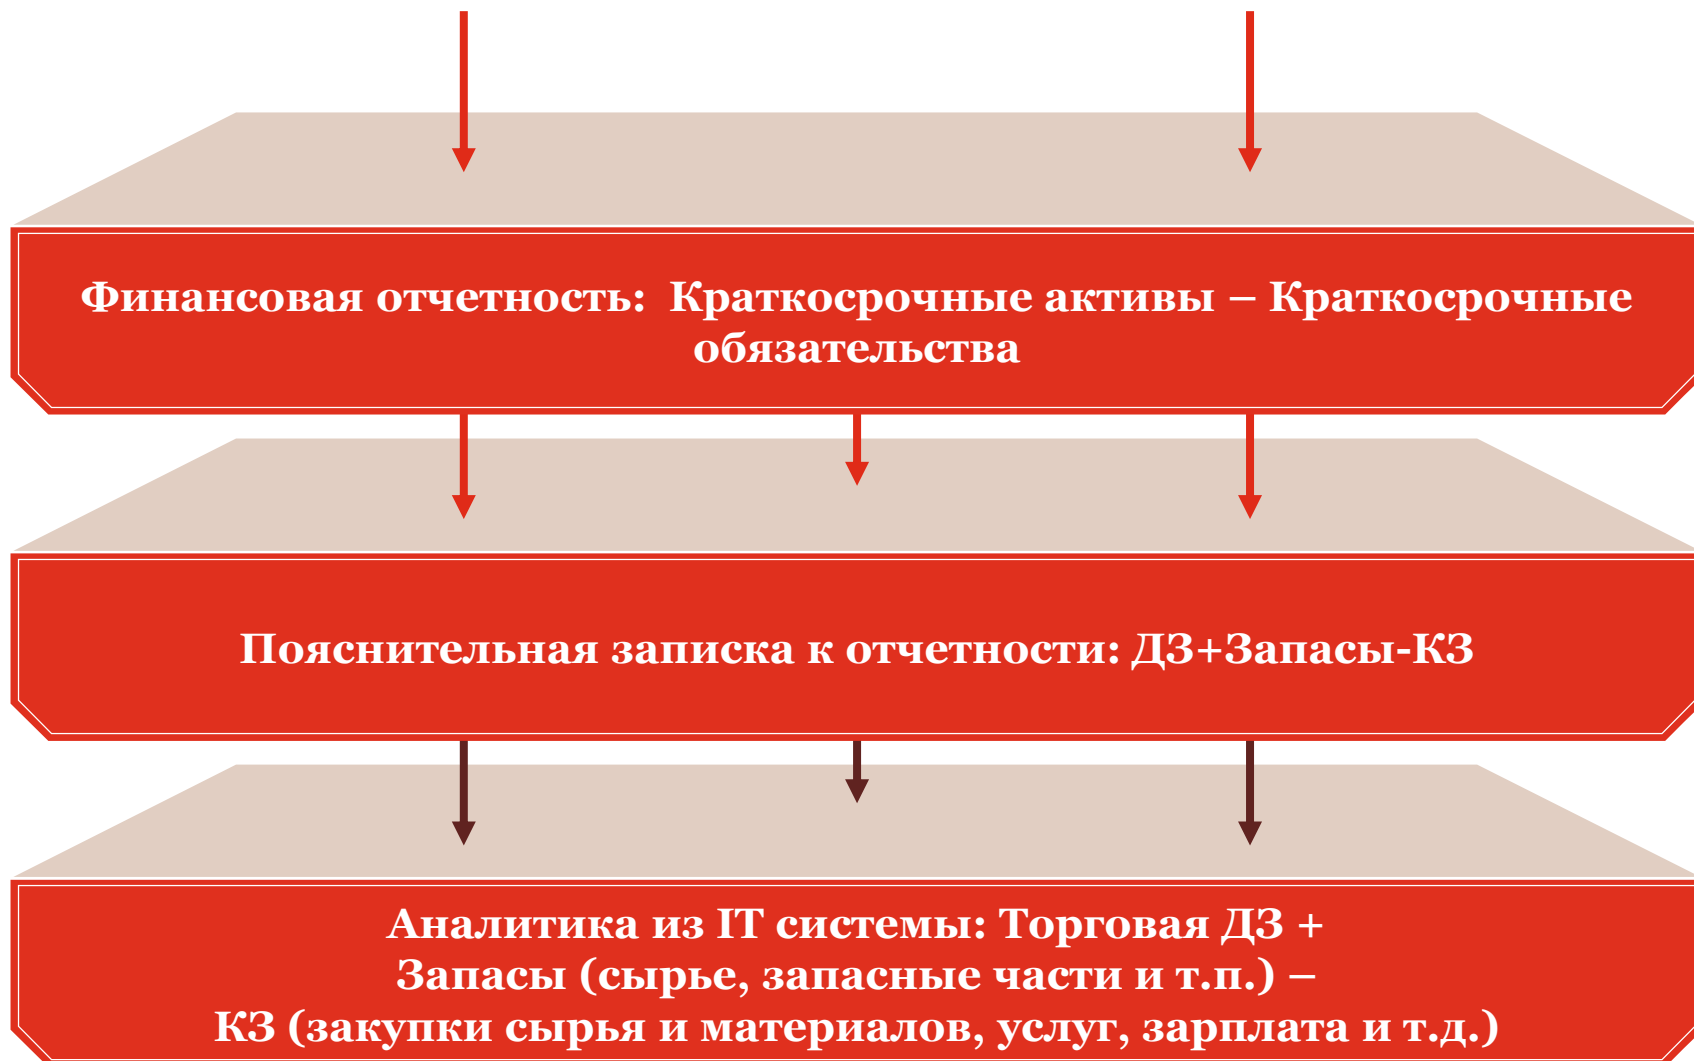 Финансовая отчетность:  Краткосрочные активы – Краткосрочные
обязательства
Пояснительная записка к отчетности: ДЗ+Запасы-КЗ
Аналитика из IT системы: Торговая ДЗ +
Запасы (сырье, запасные части и т.п.) –
КЗ (закупки сырья и материалов, услуг, зарплата и т.д.)